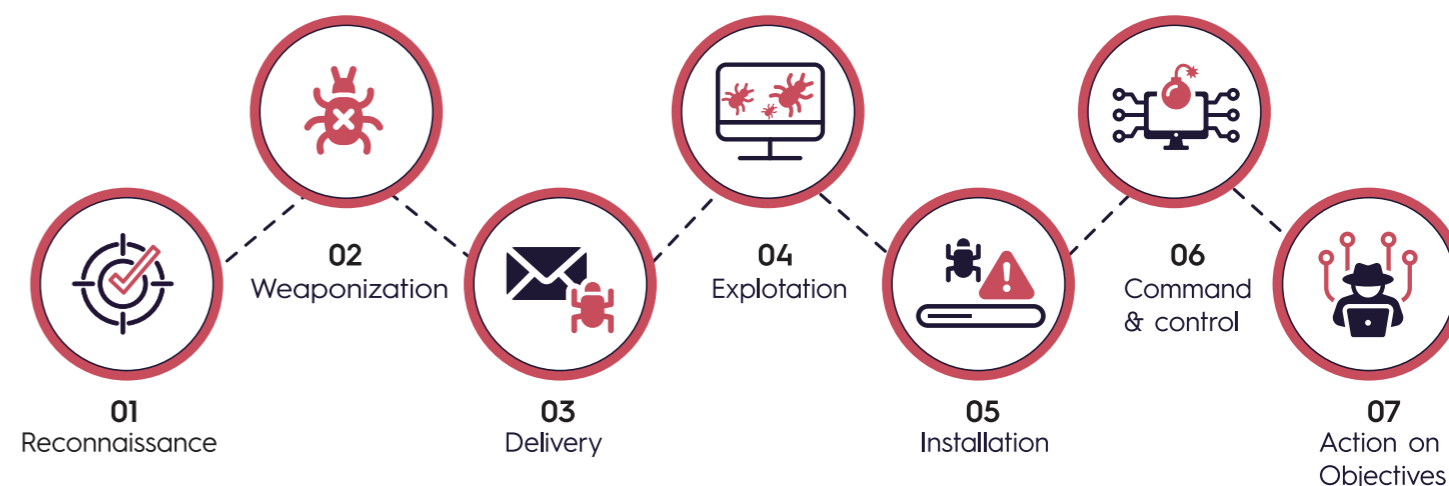 01
Reconnaissance
02
Weaponization
03
Delivery
04
Explotation
05
Installation
06
Command
& control
07
Action on
Objectives